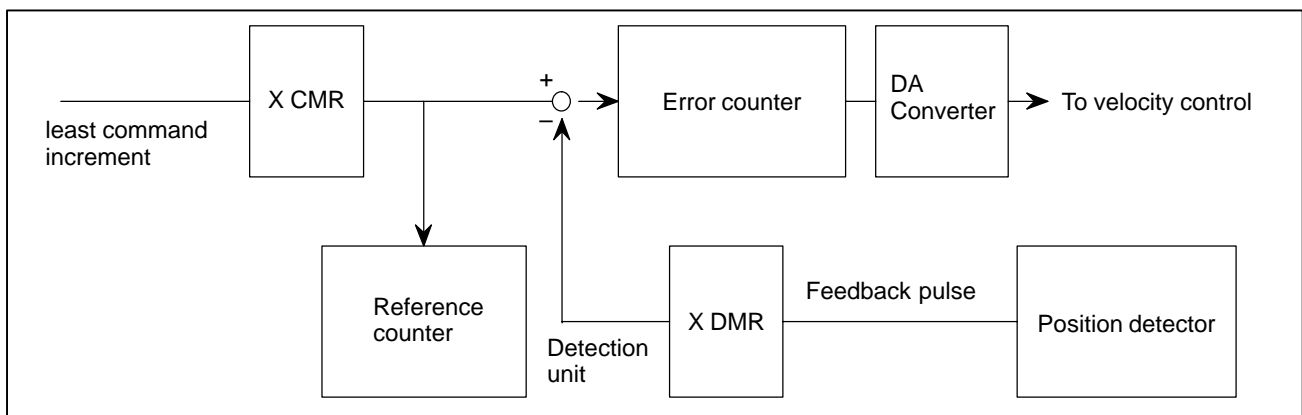 least command
increment
X CMR
+
–
Error counter
DA
Converter
To velocity control
Reference
counter
Detection
unit
X DMR
Feedback pulse
Position detector